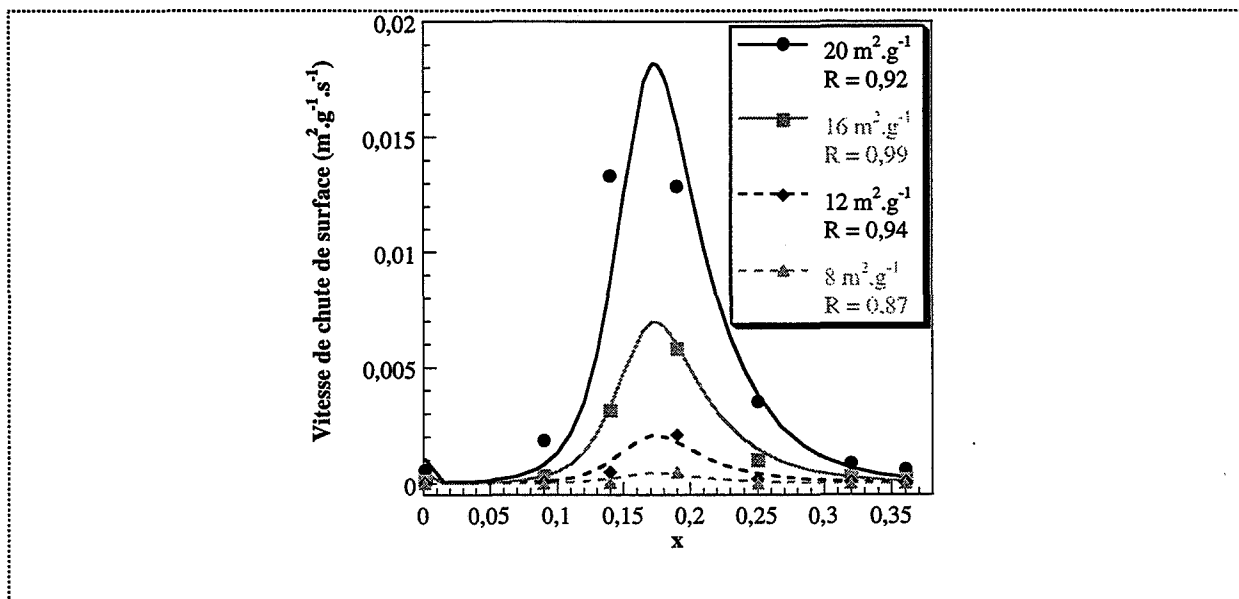 Vitesse de chute de surface (m².g⁻¹.s⁻¹)
0,02
0,015
0,01
0,005
0
0 0,05 0,1 0,15 0,2 0,25 0,3 0,35
x
20 m².g⁻¹
R = 0,92
16 m².g⁻¹
R = 0,99
12 m².g⁻¹
R = 0,94
8 m².g⁻¹
R = 0,87